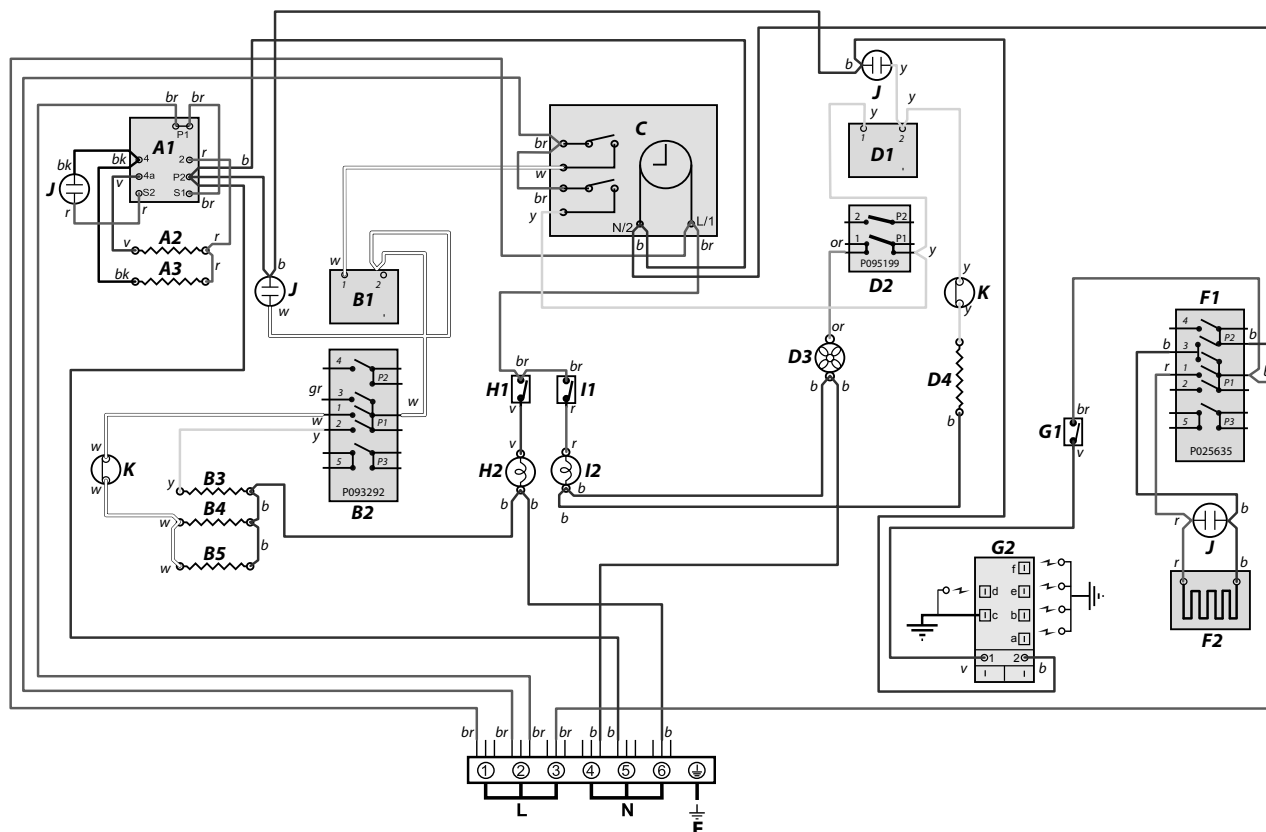 b y
J
y y
br br
P1
A1
C
1 2
D1
bk bk 4 2 r b
br
w
J v 4a P2
S2 S1
r r br
br
y
N/2 L/1
b br
2 P2
1 P1
or y
P095199
D2
v A2 r
bk A3 r
b
J
w
w
1 2
B1
y
K
y
F1
4 P2 b
3
b
r 1 P1 b
2
5 P3
P025635
or
D3
b b
D4
b
br
H1
v
br
I1
r
4 P2
gr 3
w 1 P1 w
y 2
5 P3
P093292
B2
br
G1
v
w
K
w
v
H2
b b
r
I2
b
b
y B3
b
w B4
b
w B5
r J b
r b
F2
G2
f
d e
c b
a
1 2
v b
br br br br b b b
1 2 3 4 5 6
L N
E